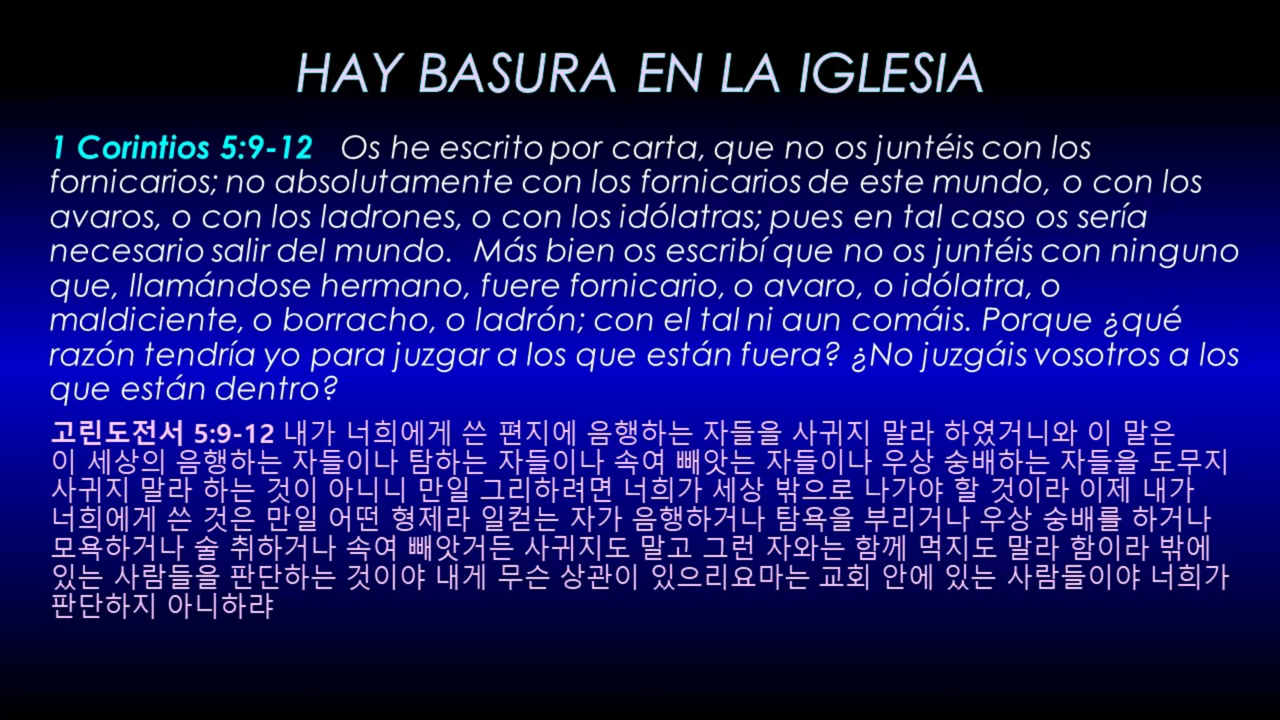 HAY BASURA EN LA IGLESIA
1 Corintios 5:9-12 Os he escrito por carta, que no os juntéis con los
fornicarios; no absolutamente con los fornicarios de este mundo, o con los
avaros, o con los ladrones, o con los idólatras; pues en tal caso os sería
necesario salir del mundo. Más bien os escribí que no os juntéis con ninguno
que, llamándose hermano, fuere fornicario, o avaro, o idólatra, o
maldiciente, o borracho, o ladrón; con el tal ni aun comáis. Porque ¿qué
razón tendría yo para juzgar a los que están fuera? ¿No juzgáis vosotros a los
que están dentro?
고린도전서 5:9-12 내가 너희에게 쓴 편지에 음행하는 자들을 사귀지 말라 하였거니와 이 말은
이 세상의 음행하는 자들이나 탐하는 자들이나 속여 빼앗는 자들이나 우상 숭배하는 자들을 도무지
사귀지 말라 하는 것이 아니니 만일 그리하려면 너희가 세상 밖으로 나가야 할 것이라 이제 내가
너희에게 쓴 것은 만일 어떤 형제라 일컫는 자가 음행하거나 탐욕을 부리거나 우상 숭배를 하거나
모욕하거나 술 취하거나 속여 빼앗거든 사귀지도 말고 그런 자와는 함께 먹지도 말라 함이라 밖에
있는 사람들을 판단하는 것이야 내게 무슨 상관이 있으리요마는 교회 안에 있는 사람들이야 너희가
판단하지 아니하랴